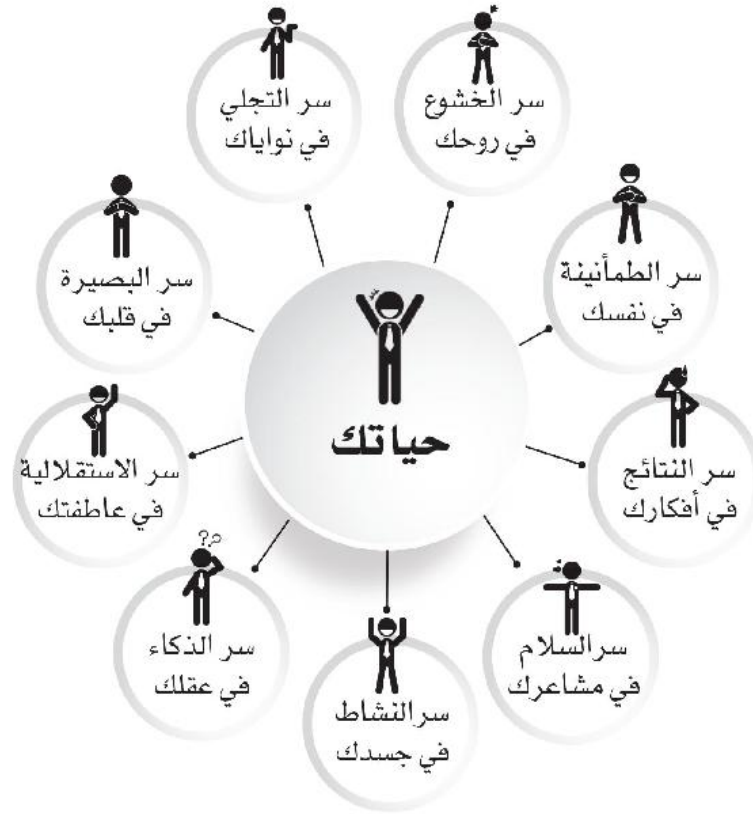 سر الخشوع
في روحك
سر الطمأنينة
في نفسك
سر النتائج
في أفكارك
سر السلام
في مشاعرك
سر النشاط
في جسدك
سر الذكاء
في عقلك
??
سر الاستقلالية
في عاطفتك
سر البصيرة
في قلبك
سر التجلي
في نواياك
حياتك